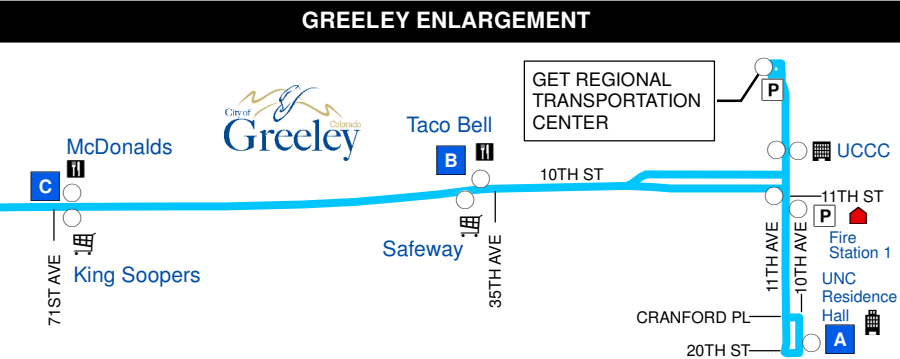 GREELEY ENLARGEMENT
GET REGIONAL
TRANSPORTATION
CENTER
P
City of
Greeley
Colorado
McDonalds
C
King Soopers
71ST AVE
Taco Bell
B
Safeway
35TH AVE
10TH ST
UCCC
11TH ST
P
Fire
Station 1
11TH AVE
10TH AVE
UNC
Residence
Hall
CRANFORD PL
A
20TH ST